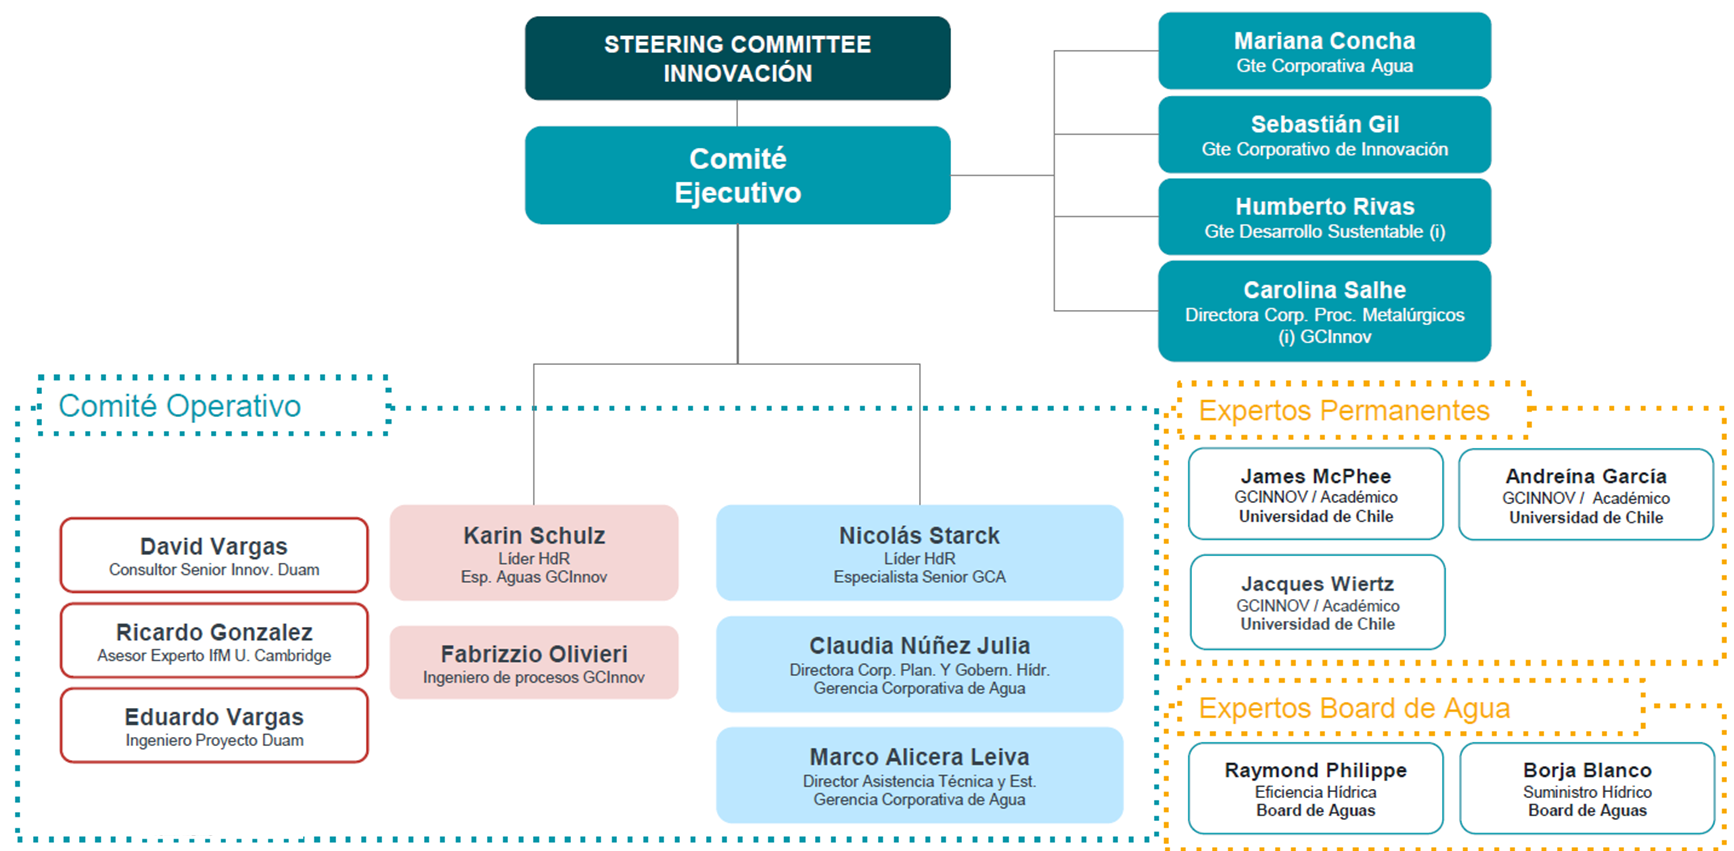 STEERING COMMITTEE
INNOVACIÓN
Comité
Ejecutivo
Mariana Concha
Gte Corporativa Agua
Sebastián Gil
Gte Corporativo de Innovación
Humberto Rivas
Gte Desarrollo Sustentable (i)
Carolina Salhe
Directora Corp. Proc. Metalúrgicos
(i) GCInnov
Comité Operativo
David Vargas
Consultor Senior Innov. Duam
Ricardo Gonzalez
Asesor Experto IfM U. Cambridge
Eduardo Vargas
Ingeniero Proyecto Duam
Karin Schulz
Líder HdR
Esp. Aguas GCInnov
Fabrizzio Olivieri
Ingeniero de procesos GCInnov
Nicolás Starck
Líder HdR
Especialista Senior GCA
Claudia Núñez Julia
Directora Corp. Plan. Y Gobern. Hídr.
Gerencia Corporativa de Agua
Marco Alicera Leiva
Director Asistencia Técnica y Est.
Gerencia Corporativa de Agua
Expertos Permanentes
James McPhee
GCINNOV / Académico
Universidad de Chile
Andreína García
GCINNOV / Académico
Universidad de Chile
Jacques Wiertz
GCINNOV / Académico
Universidad de Chile
Expertos Board de Agua
Raymond Philippe
Eficiencia Hídrica
Board de Aguas
Borja Blanco
Suministro Hídrico
Board de Aguas